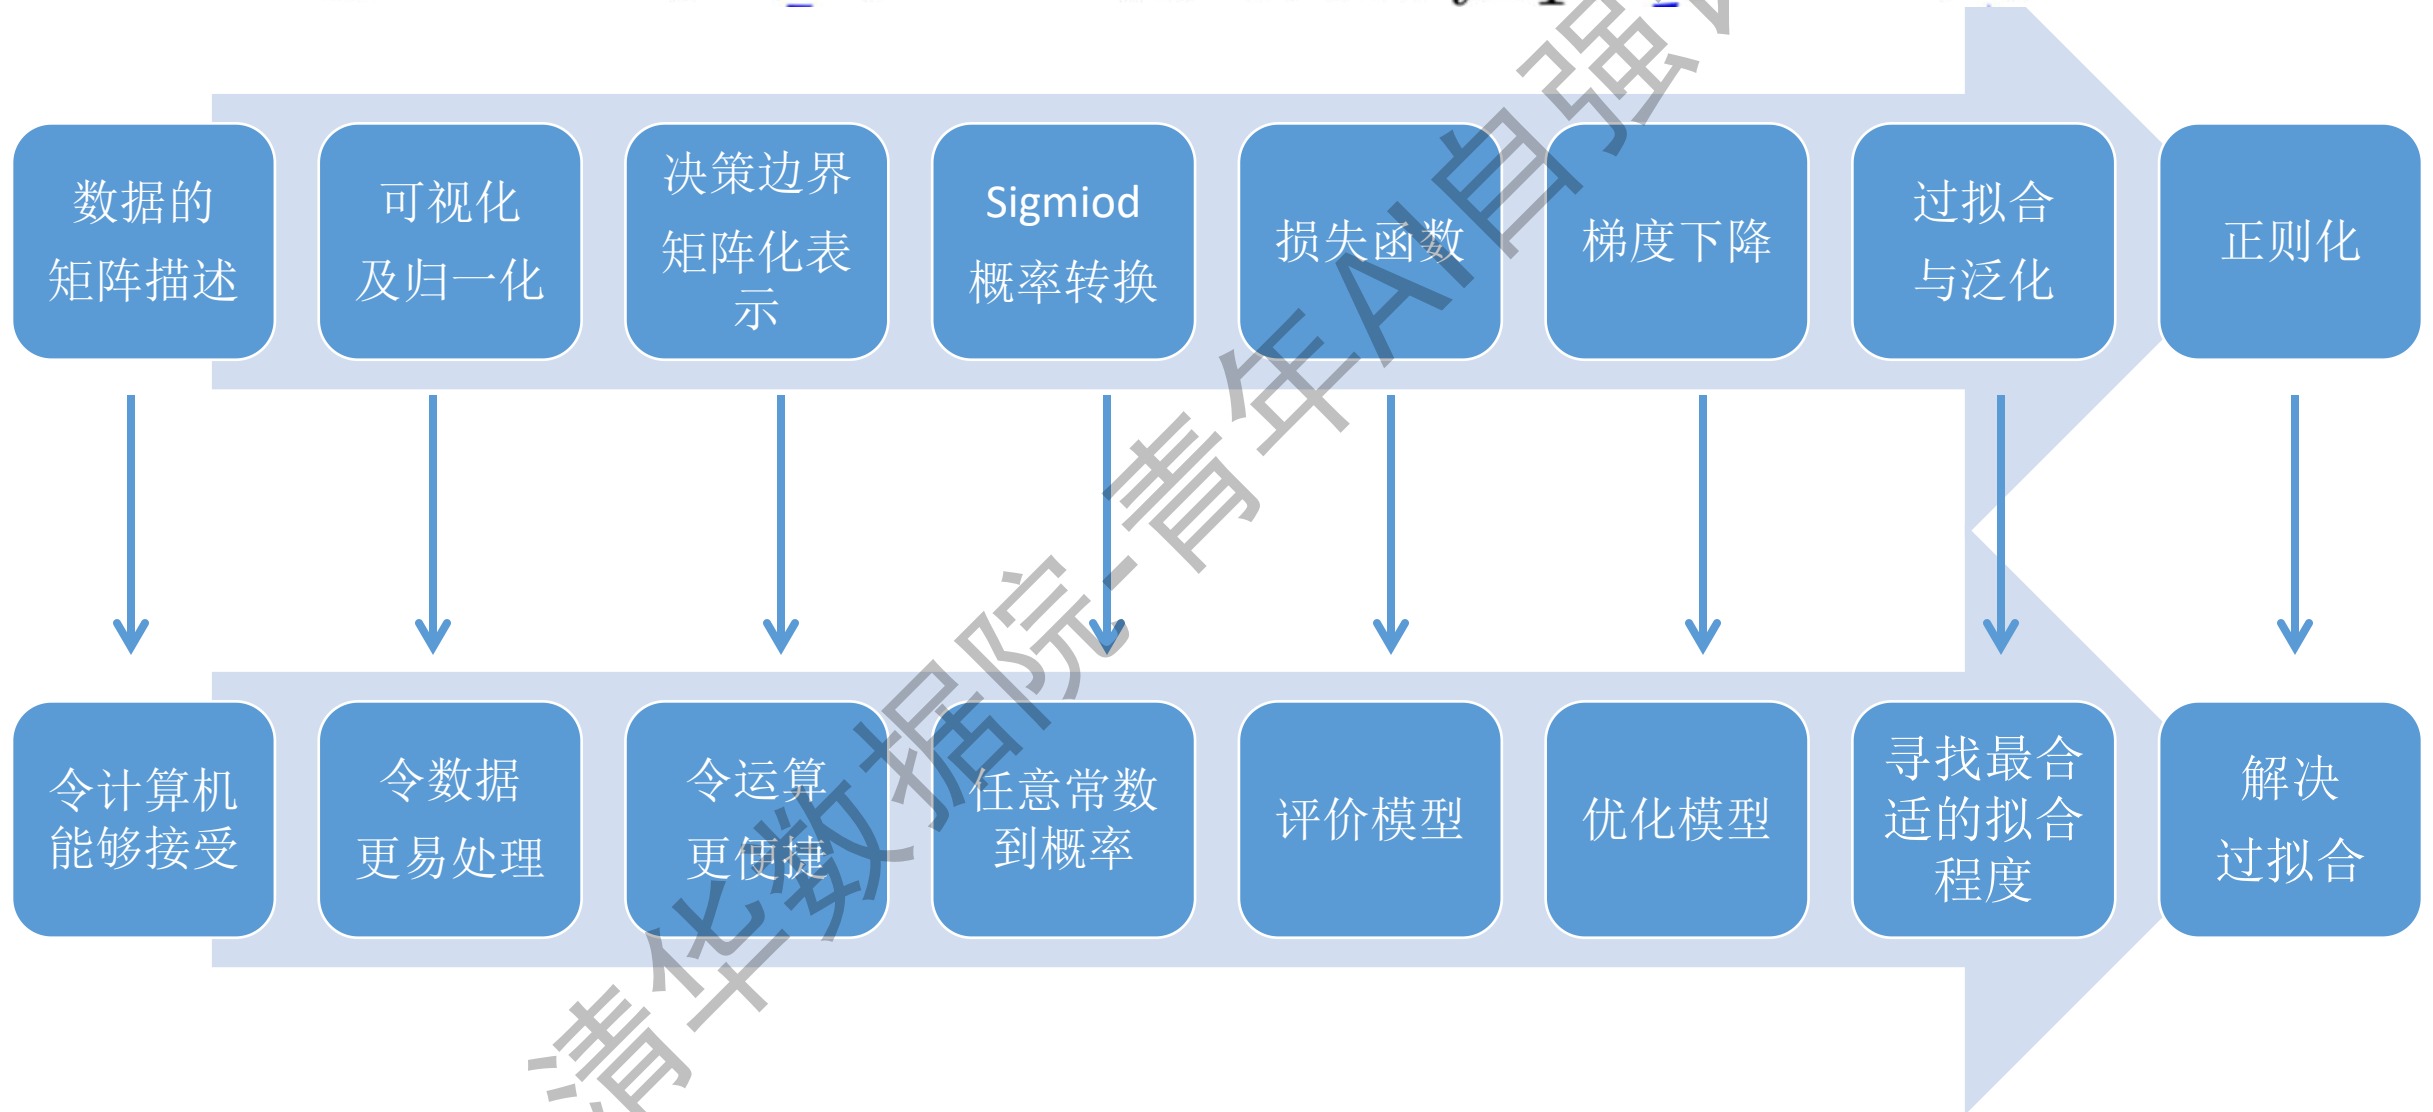 数据的
矩阵描述
可视化
及归一化
决策边界
矩阵化表
示
Sigmiod
概率转换
损失函数
梯度下降
过拟合
与泛化
正则化
令计算机
能够接受
令数据
更易处理
令运算
更便捷
任意常数
到概率
评价模型
优化模型
寻找最合
适的拟合
程度
解决
过拟合
清华数据院-青年AI自强